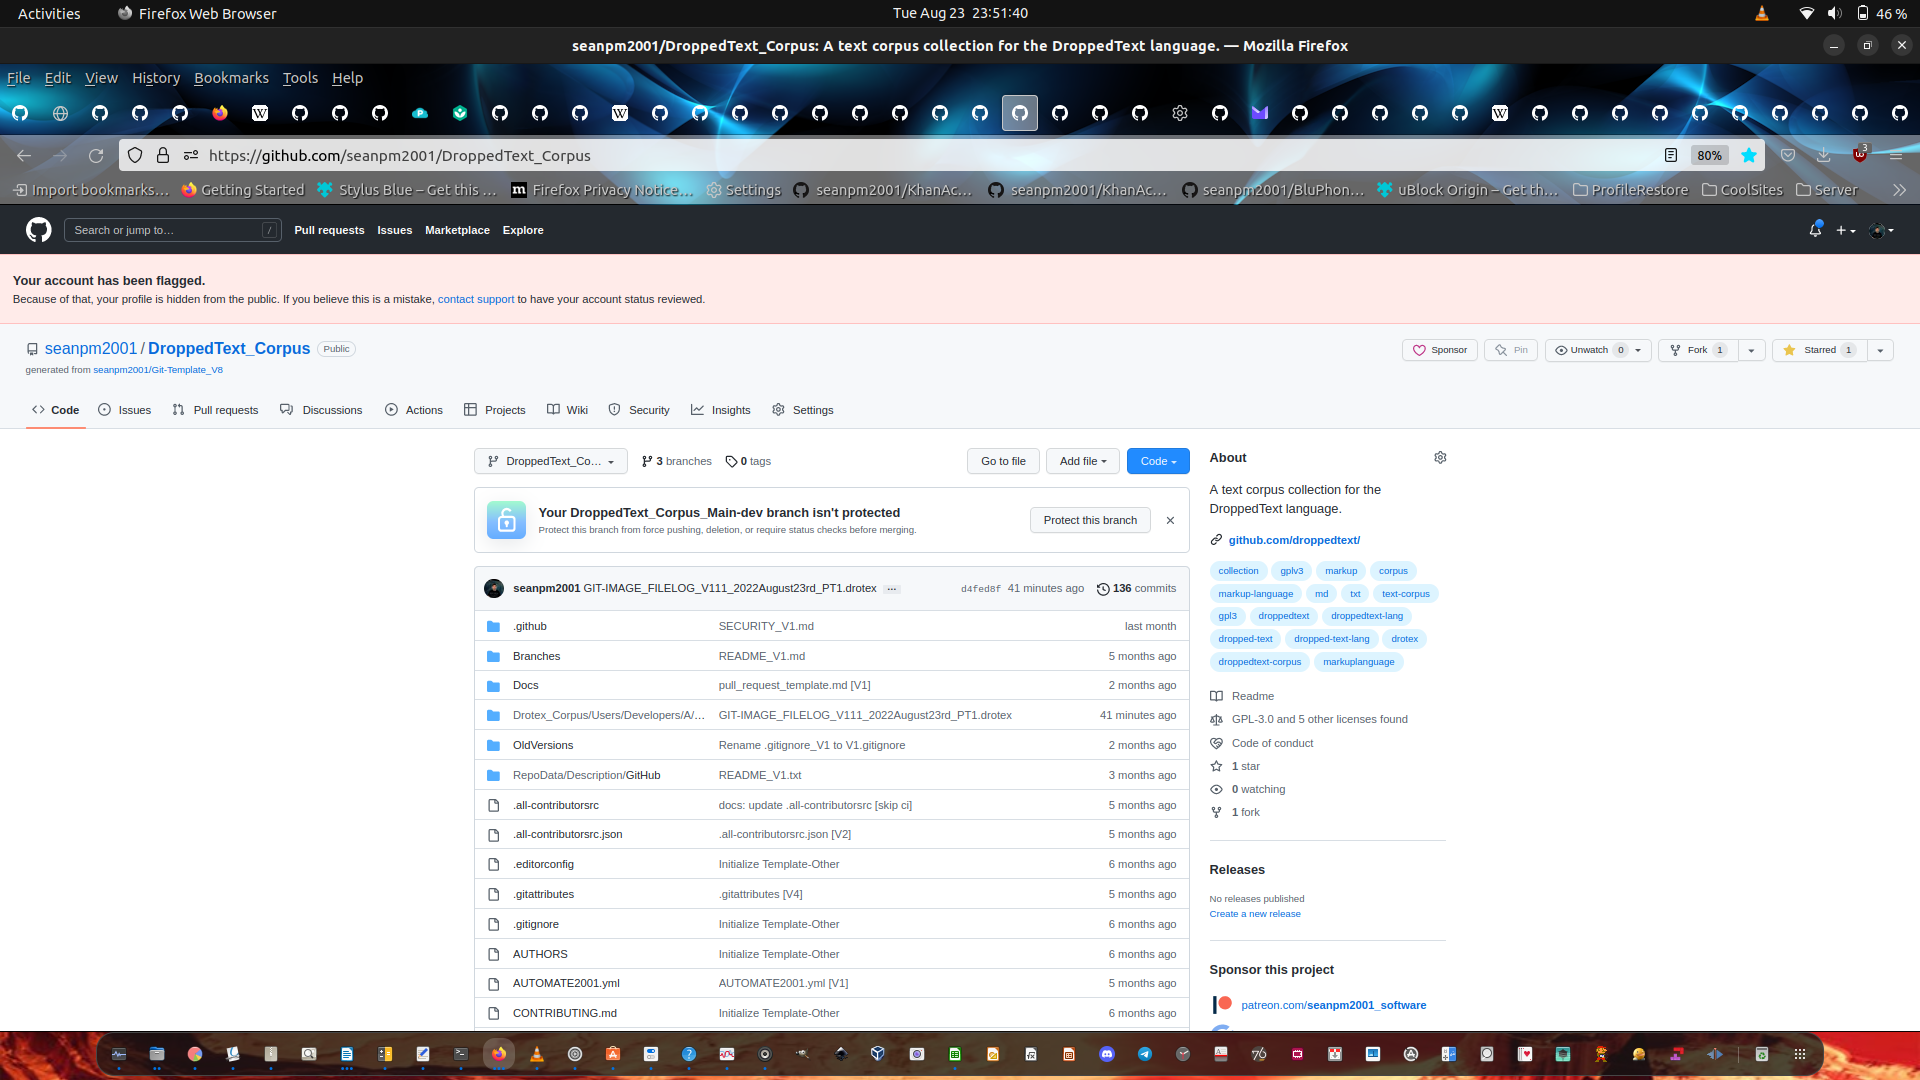 Activities Firefox Web Browser Tue Aug 23 23:51:40 46 %
seanpm2001/DroppedText_Corpus: A text corpus collection for the DroppedText language. — Mozilla Firefox
File Edit View History Bookmarks Tools Help
https://github.com/seanpm2001/DroppedText_Corpus 80% 3
Import bookmarks… Getting Started Stylus Blue – Get this … Firefox Privacy Notice… Settings seanpm2001/KhanAc… seanpm2001/KhanAc… seanpm2001/BluPhon… uBlock Origin – Get th… ProfileRestore CoolSites Server
Search or jump to… / Pull requests Issues Marketplace Explore
Your account has been flagged.
Because of that, your profile is hidden from the public. If you believe this is a mistake, contact support to have your account status reviewed.
seanpm2001 / DroppedText_Corpus Public Sponsor Pin Unwatch 0 Fork 1 Starred 1
generated from seanpm2001/Git-Template_V8
Code Issues Pull requests Discussions Actions Projects Wiki Security Insights Settings
DroppedText_Co… 3 branches 0 tags Go to file Add file Code
Your DroppedText_Corpus_Main-dev branch isn't protected
Protect this branch from force pushing, deletion, or require status checks before merging.
Protect this branch
seanpm2001 GIT-IMAGE_FILELOG_V111_2022August23rd_PT1.drotex … d4fed8f 41 minutes ago 136 commits
.github SECURITY_V1.md last month
Branches README_V1.md 5 months ago
Docs pull_request_template.md [V1] 2 months ago
Drotex_Corpus/Users/Developers/A/… GIT-IMAGE_FILELOG_V111_2022August23rd_PT1.drotex 41 minutes ago
OldVersions Rename .gitignore_V1 to V1.gitignore 2 months ago
RepoData/Description/GitHub README_V1.txt 3 months ago
.all-contributorsrc docs: update .all-contributorsrc [skip ci] 5 months ago
.all-contributorsrc.json .all-contributorsrc.json [V2] 5 months ago
.editorconfig Initialize Template-Other 6 months ago
.gitattributes .gitattributes [V4] 5 months ago
.gitignore Initialize Template-Other 6 months ago
AUTHORS Initialize Template-Other 6 months ago
AUTOMATE2001.yml AUTOMATE2001.yml [V1] 5 months ago
CONTRIBUTING.md Initialize Template-Other 6 months ago
About
A text corpus collection for the
DroppedText language.
github.com/droppedtext/
collection gplv3 markup corpus
markup-language md txt text-corpus
gpl3 droppedtext droppedtext-lang
dropped-text dropped-text-lang drotex
droppedtext-corpus markuplanguage
Readme
GPL-3.0 and 5 other licenses found
Code of conduct
1 star
0 watching
1 fork
Releases
No releases published
Create a new release
Sponsor this project
patreon.com/seanpm2001_software